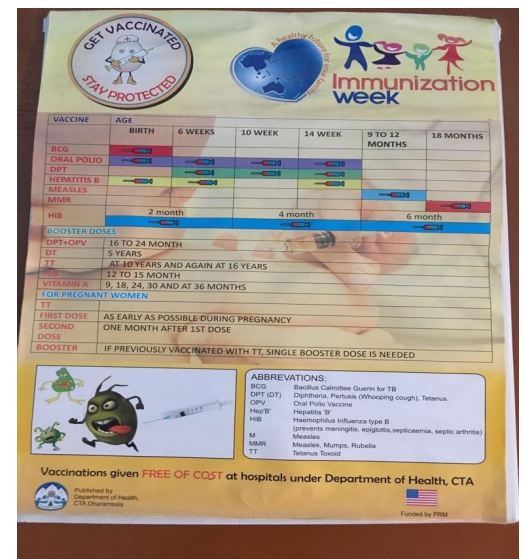 GET VACCINATED
STAY PROTECTED
A healthy future for your family
Immunization
week
VACCINE AGE
BIRTH 6 WEEKS 10 WEEK 14 WEEK 9 TO 12 MONTHS 18 MONTHS
BCG
ORAL POLIO
DPT
HEPATITIS B
MEASLES
MMR
HIB 2 month 4 month 6 month
BOOSTER DOSES
DPT+OPV 16 TO 24 MONTH
DT 5 YEARS
TT AT 10 YEARS AND AGAIN AT 16 YEARS
HIB 12 TO 15 MONTH
VITAMIN A 9, 18, 24, 30 AND AT 36 MONTHS
FOR PREGNANT WOMEN
TT
FIRST DOSE AS EARLY AS POSSIBLE DURING PREGNANCY
SECOND DOSE ONE MONTH AFTER 1ST DOSE
BOOSTER IF PREVIOUSLY VACCINATED WITH TT, SINGLE BOOSTER DOSE IS NEEDED
ABBREVATIONS:
BCG Bacillus Calmittee Guerin for TB
DPT (DT) Diphtheria, Pertusis (Whooping cough), Tetanus.
OPV Oral Polio Vaccine
Hep'B' Hepatitis 'B'
HIB Haemophilus Influenza type B
(prevents meningitis, epiglottis,septicaemia, septic arthritis)
M Measles
MMR Measles, Mumps, Rubella
TT Tetanus Toxoid
Vaccinations given FREE OF COST at hospitals under Department of Health, CTA
Published by
Department of Health,
CTA Dharamsala
Funded by PRM